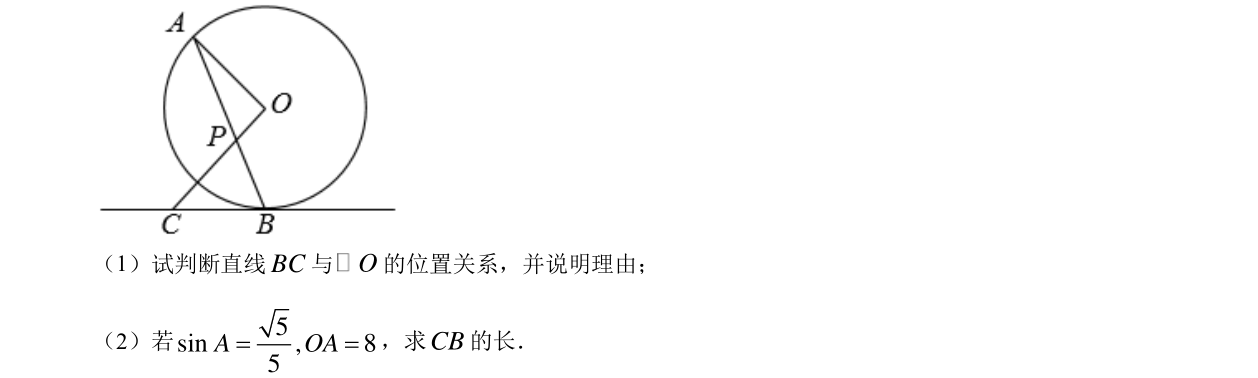 A
O
P
C B
（1）试判断直线BC与□ O的位置关系，并说明理由；
（2）若sin A = √5/5, OA = 8，求CB的长．